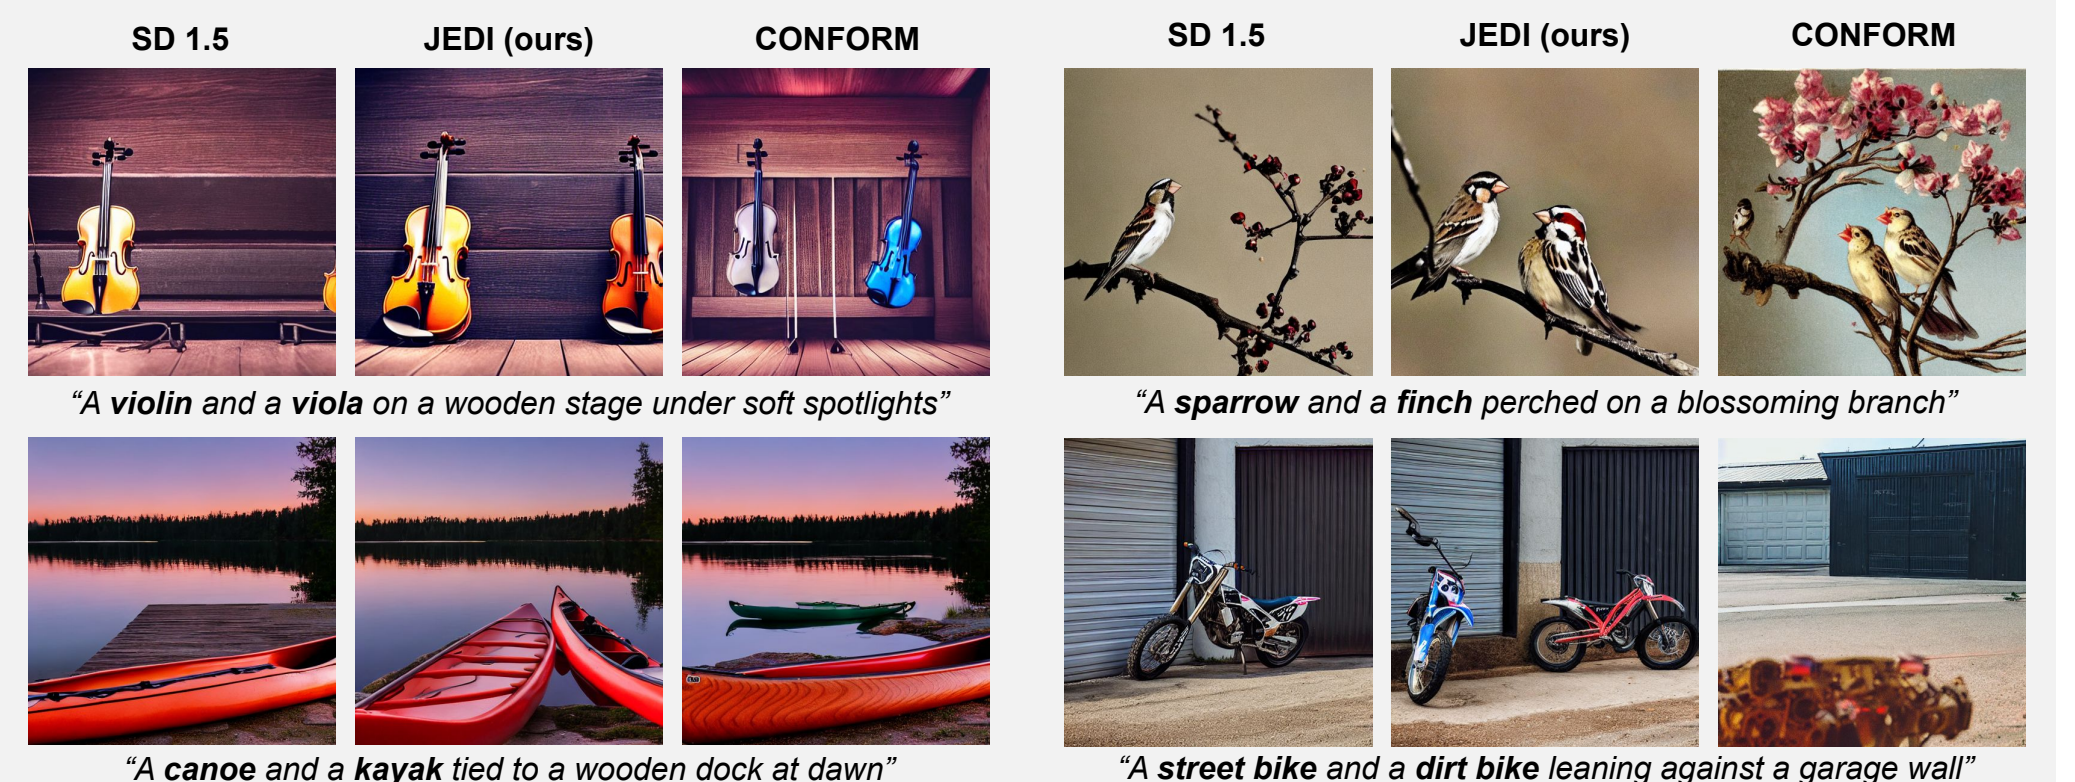 SD 1.5 JEDI (ours) CONFORM
“A violin and a viola on a wooden stage under soft spotlights”
“A canoe and a kayak tied to a wooden dock at dawn”
SD 1.5 JEDI (ours) CONFORM
“A sparrow and a finch perched on a blossoming branch”
“A street bike and a dirt bike leaning against a garage wall”